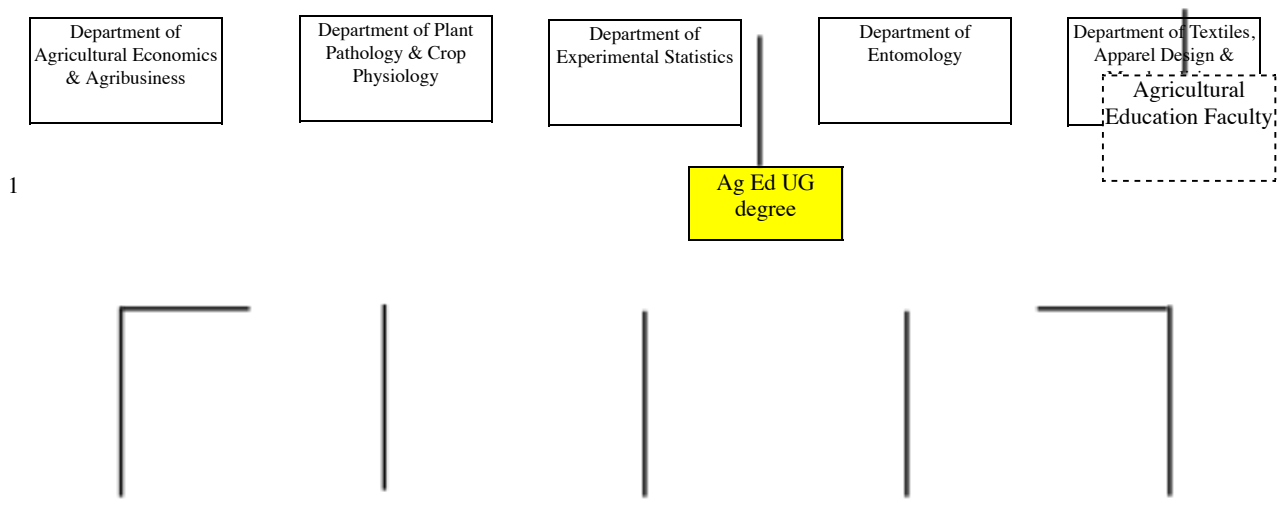 Department of
Agricultural Economics
& Agribusiness
Department of Plant
Pathology & Crop
Physiology
Department of
Experimental Statistics
Department of
Entomology
Department of Textiles,
Apparel Design &
Agricultural
Education Faculty
1
Ag Ed UG
degree